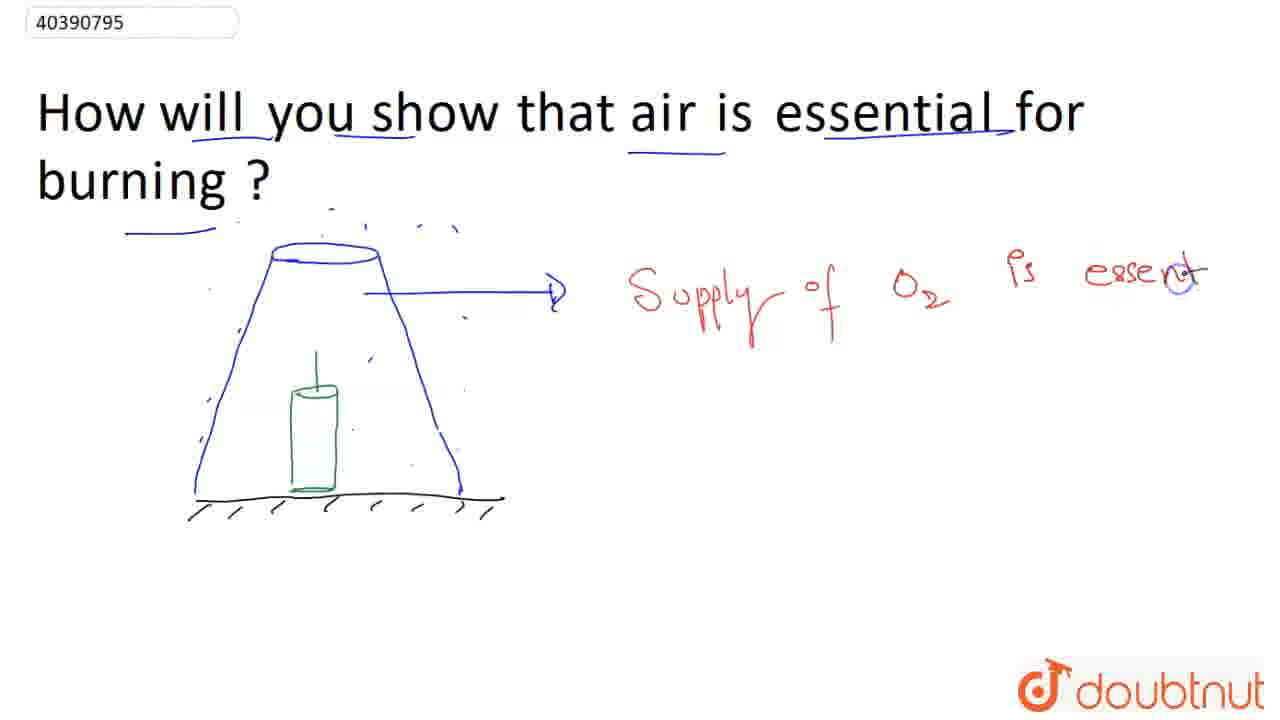 40390795
How will you show that air is essential for
burning ?
Supply of O₂ is essent
doubtnut